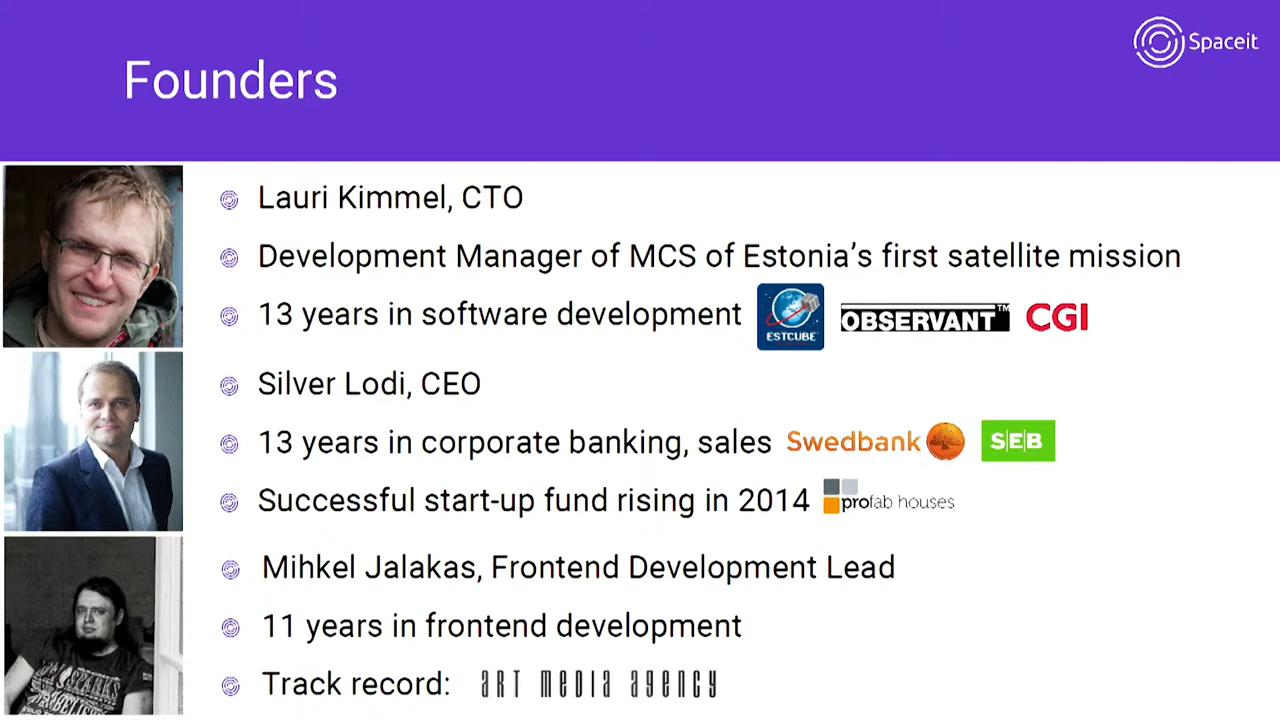 Spaceit
Founders
Lauri Kimmel, CTO
Development Manager of MCS of Estonia’s first satellite mission
13 years in software development ESTCUBE OBSERVANT™ CGI
Silver Lodi, CEO
13 years in corporate banking, sales Swedbank SEB
Successful start-up fund rising in 2014 profab houses
Mihkel Jalakas, Frontend Development Lead
11 years in frontend development
Track record: ART MEDIA AGENCY